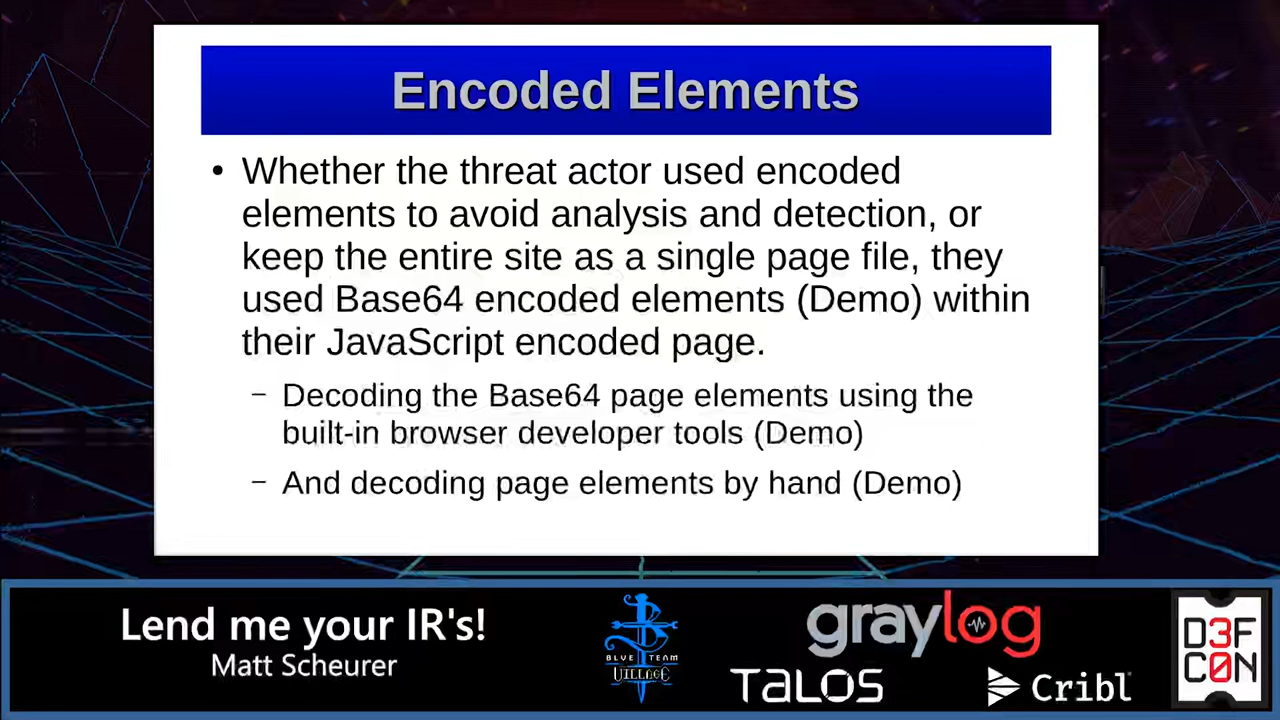 Encoded Elements
• Whether the threat actor used encoded
elements to avoid analysis and detection, or
keep the entire site as a single page file, they
used Base64 encoded elements (Demo) within
their JavaScript encoded page.
– Decoding the Base64 page elements using the
built-in browser developer tools (Demo)
– And decoding page elements by hand (Demo)
Lend me your IR's!
Matt Scheurer
BLUE TEAM
VILLAGE
graylog
TALOS
Cribl
D3F
C0N